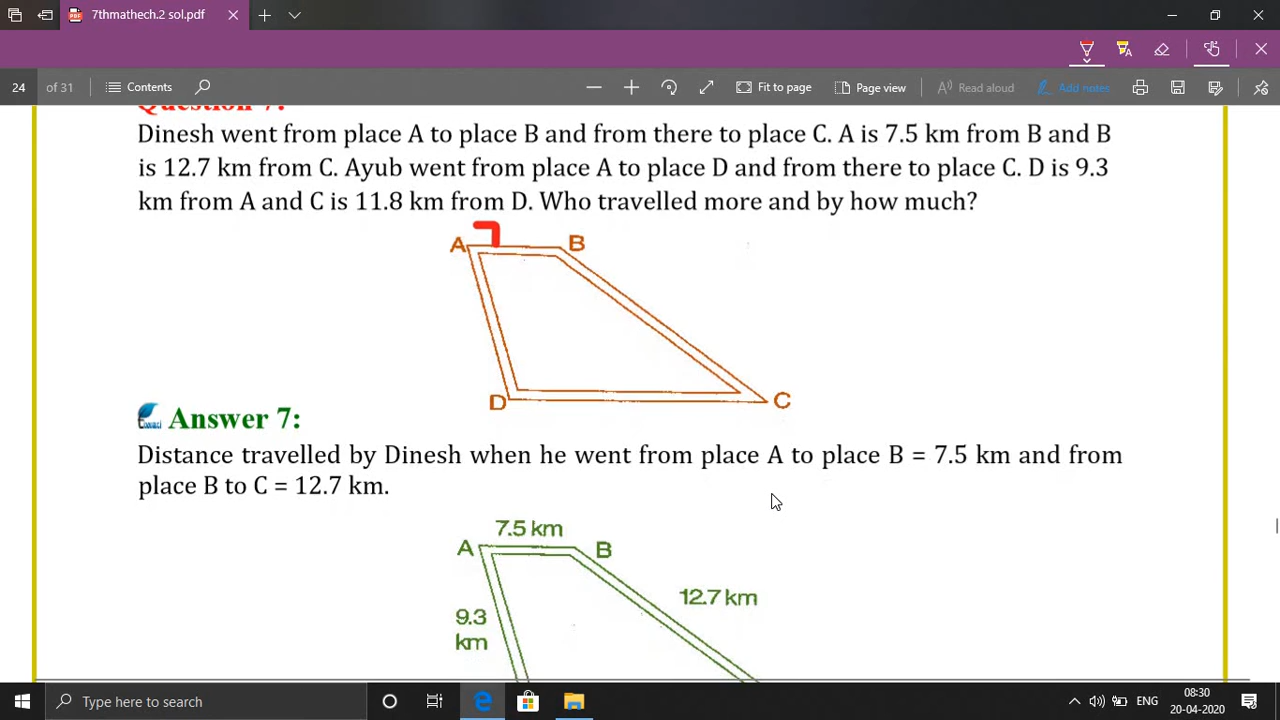 7thmathech.2 sol.pdf
24 of 31 Contents Fit to page Page view Read aloud Add notes
Question 7:
Dinesh went from place A to place B and from there to place C. A is 7.5 km from B and B
is 12.7 km from C. Ayub went from place A to place D and from there to place C. D is 9.3
km from A and C is 11.8 km from D. Who travelled more and by how much?
7
A B
D C
Answer 7:
Distance travelled by Dinesh when he went from place A to place B = 7.5 km and from
place B to C = 12.7 km.
7.5 km
A B
12.7 km
9.3
km
Type here to search
ENG
08:30
20-04-2020